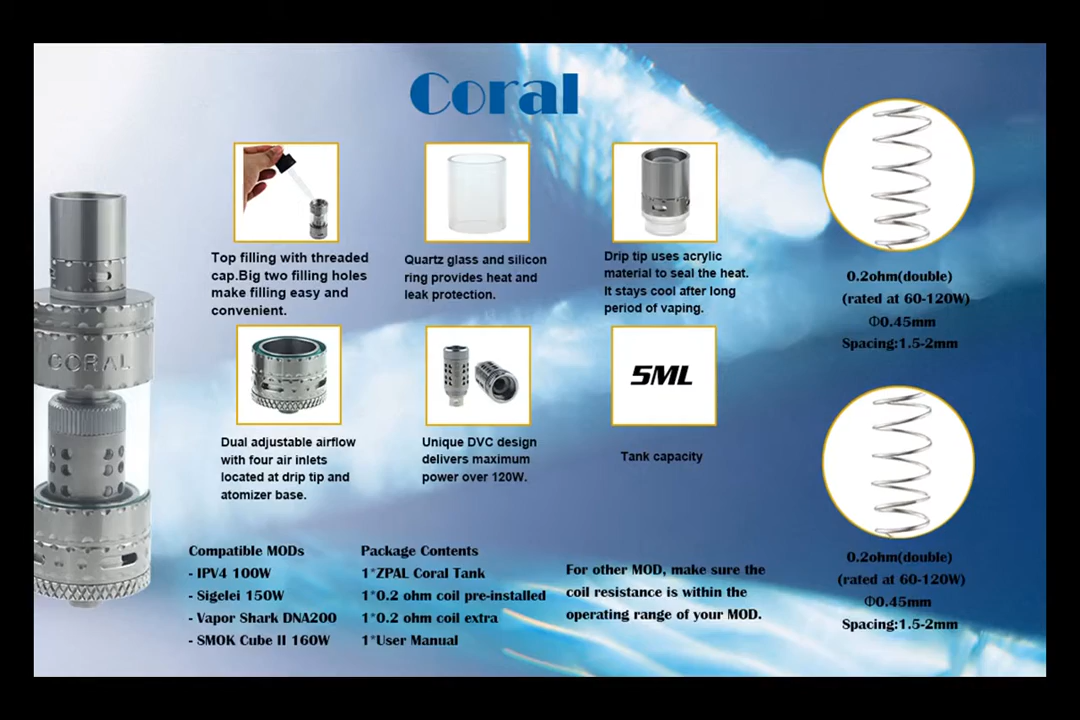 Coral
CORAL
Top filling with threaded
cap.Big two filling holes
make filling easy and
convenient.
Quartz glass and silicon
ring provides heat and
leak protection.
Drip tip uses acrylic
material to seal the heat.
It stays cool after long
period of vaping.
0.2ohm(double)
(rated at 60-120W)
Φ0.45mm
Spacing:1.5-2mm
Dual adjustable airflow
with four air inlets
located at drip tip and
atomizer base.
Unique DVC design
delivers maximum
power over 120W.
5ML
Tank capacity
0.2ohm(double)
(rated at 60-120W)
Φ0.45mm
Spacing:1.5-2mm
Compatible MODs
- IPV4 100W
- Sigelei 150W
- Vapor Shark DNA200
- SMOK Cube II 160W
Package Contents
1*ZPAL Coral Tank
1*0.2 ohm coil pre-installed
1*0.2 ohm coil extra
1*User Manual
For other MOD, make sure the
coil resistance is within the
operating range of your MOD.